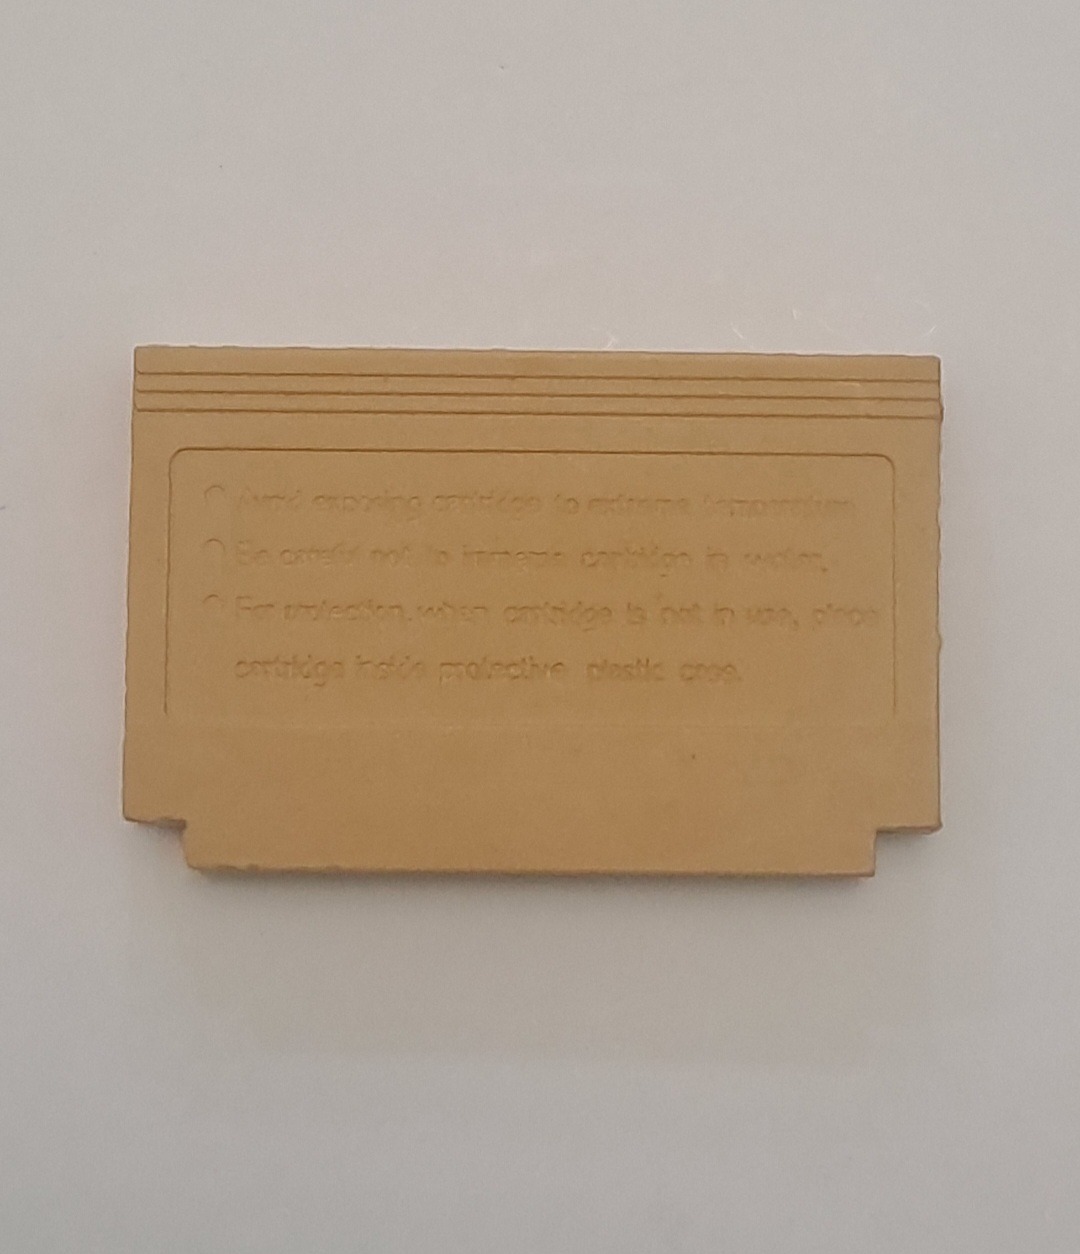 Avoid exposing cartridge to extreme temperature
Be careful not to immerse cartridge in water.
For protection, when cartridge is not in use, place
cartridge inside protective plastic case.